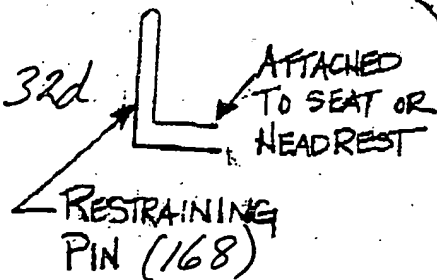 32d
ATTACHED
TO SEAT OR
HEADREST
RESTRAINING
PIN (168)